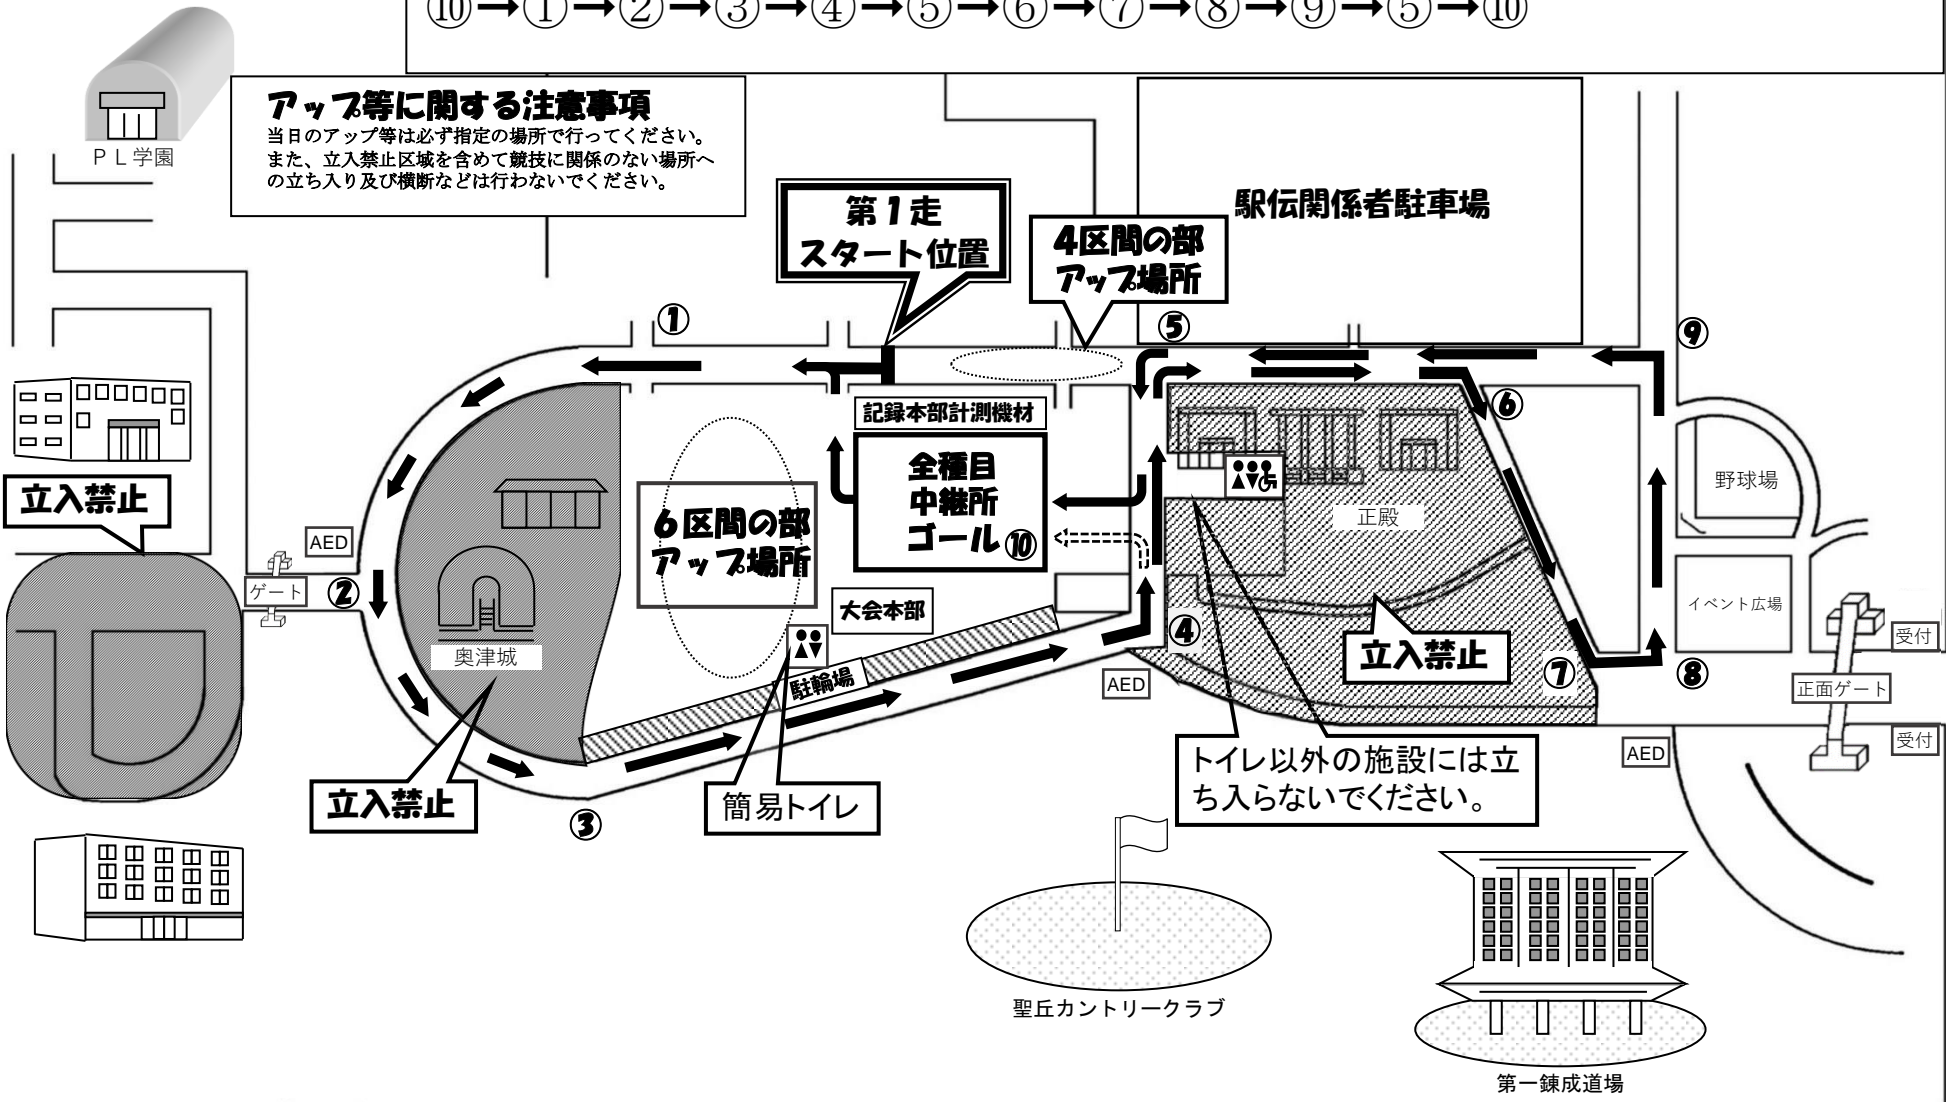 ⑩→①→②→③→④→⑤→⑥→⑦→⑧→⑨→⑤→⑩
ＰＬ学園
アップ等に関する注意事項
当日のアップ等は必ず指定の場所で行ってください。
また、立入禁止区域を含めて競技に関係のない場所へ
の立ち入り及び横断などは行わないでください。
第1走
スタート位置
4区間の部
アップ場所
駅伝関係者駐車場
①
⑤
⑨
⑥
記録本部計測機材
全種目
中継所
ゴール⑩
6区間の部
アップ場所
正殿
野球場
立入禁止
AED
ゲート
②
大会本部
イベント広場
受付
④
立入禁止
奥津城
駐輪場
AED
⑦
⑧
正面ゲート
受付
AED
立入禁止
③
簡易トイレ
トイレ以外の施設には立
ち入らないでください。
聖丘カントリークラブ
第一錬成道場